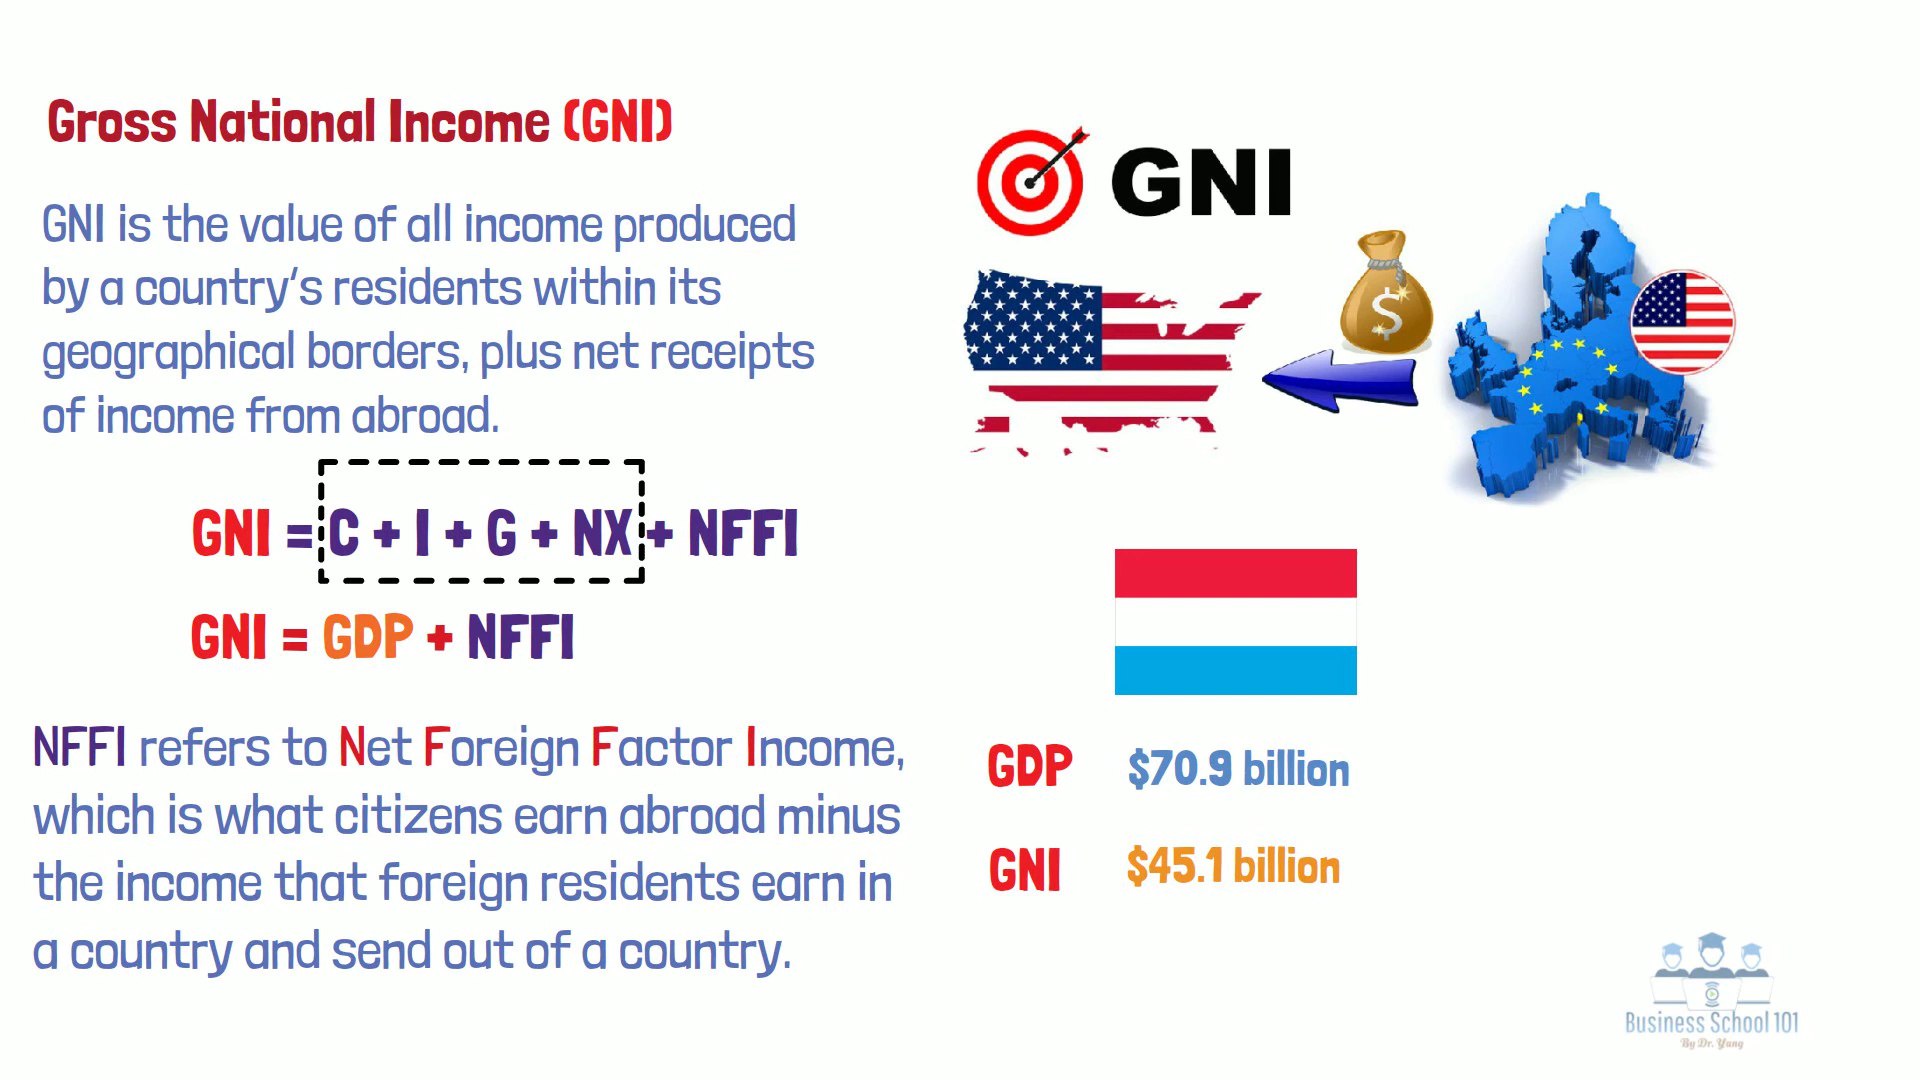 Gross National Income (GNI)
GNI is the value of all income produced
by a country's residents within its
geographical borders, plus net receipts
of income from abroad.
GNI = C + I + G + NX + NFFI
GNI = GDP + NFFI
NFFI refers to Net Foreign Factor Income,
which is what citizens earn abroad minus
the income that foreign residents earn in
a country and send out of a country.
GNI
$
GDP $70.9 billion
GNI $45.1 billion
Business School 101
By Dr. Yang